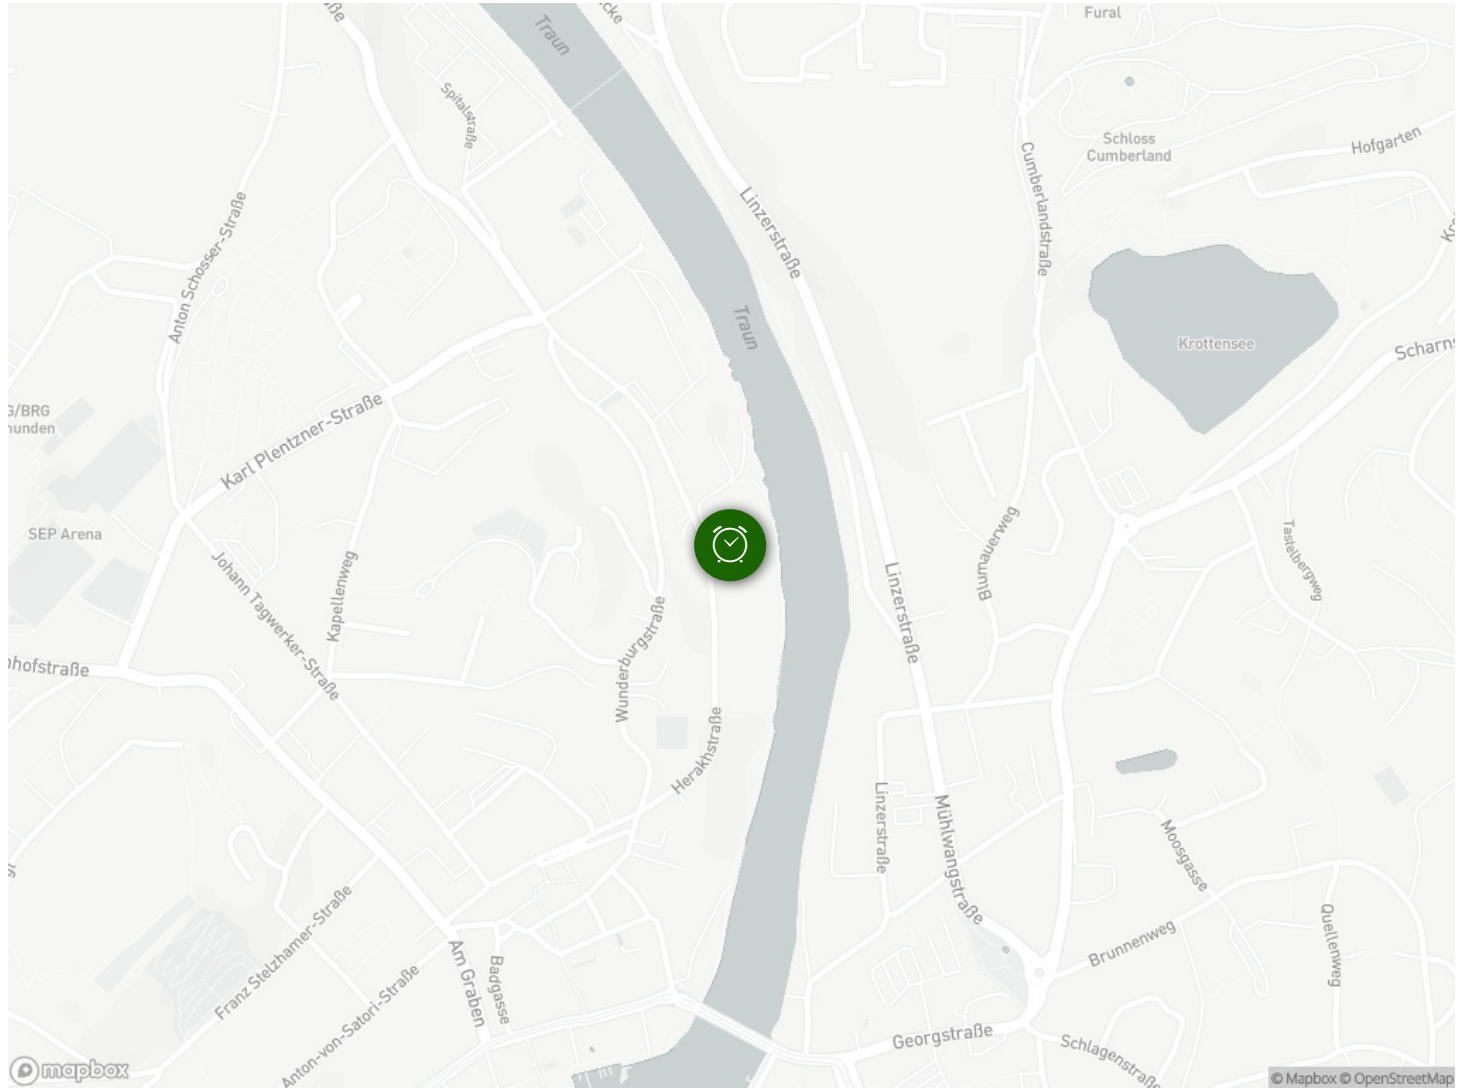 Fural
Traun
Spitalstraße
Schloss
Cumberland
Hofgarten
Linzerstraße
Cumberlandstraße
Anton Schosser-Straße
Traun
Krottensee
Karl Plentzner-Straße
SEP Arena
Johann Tagwerker-Straße
Kapellenweg
Blumauerweg
Tastelbergweg
Linzerstraße
Wunderburgstraße
Herakhstraße
Linzerstraße
Mühlwangstraße
Moosgasse
Franz Stelzhamer-Straße
Quellenweg
Brunnenweg
Am Graben
Badgasse
Anton-von-Satori-Straße
Georgstraße
Schlagenstraße
mapbox
© Mapbox © OpenStreetMap